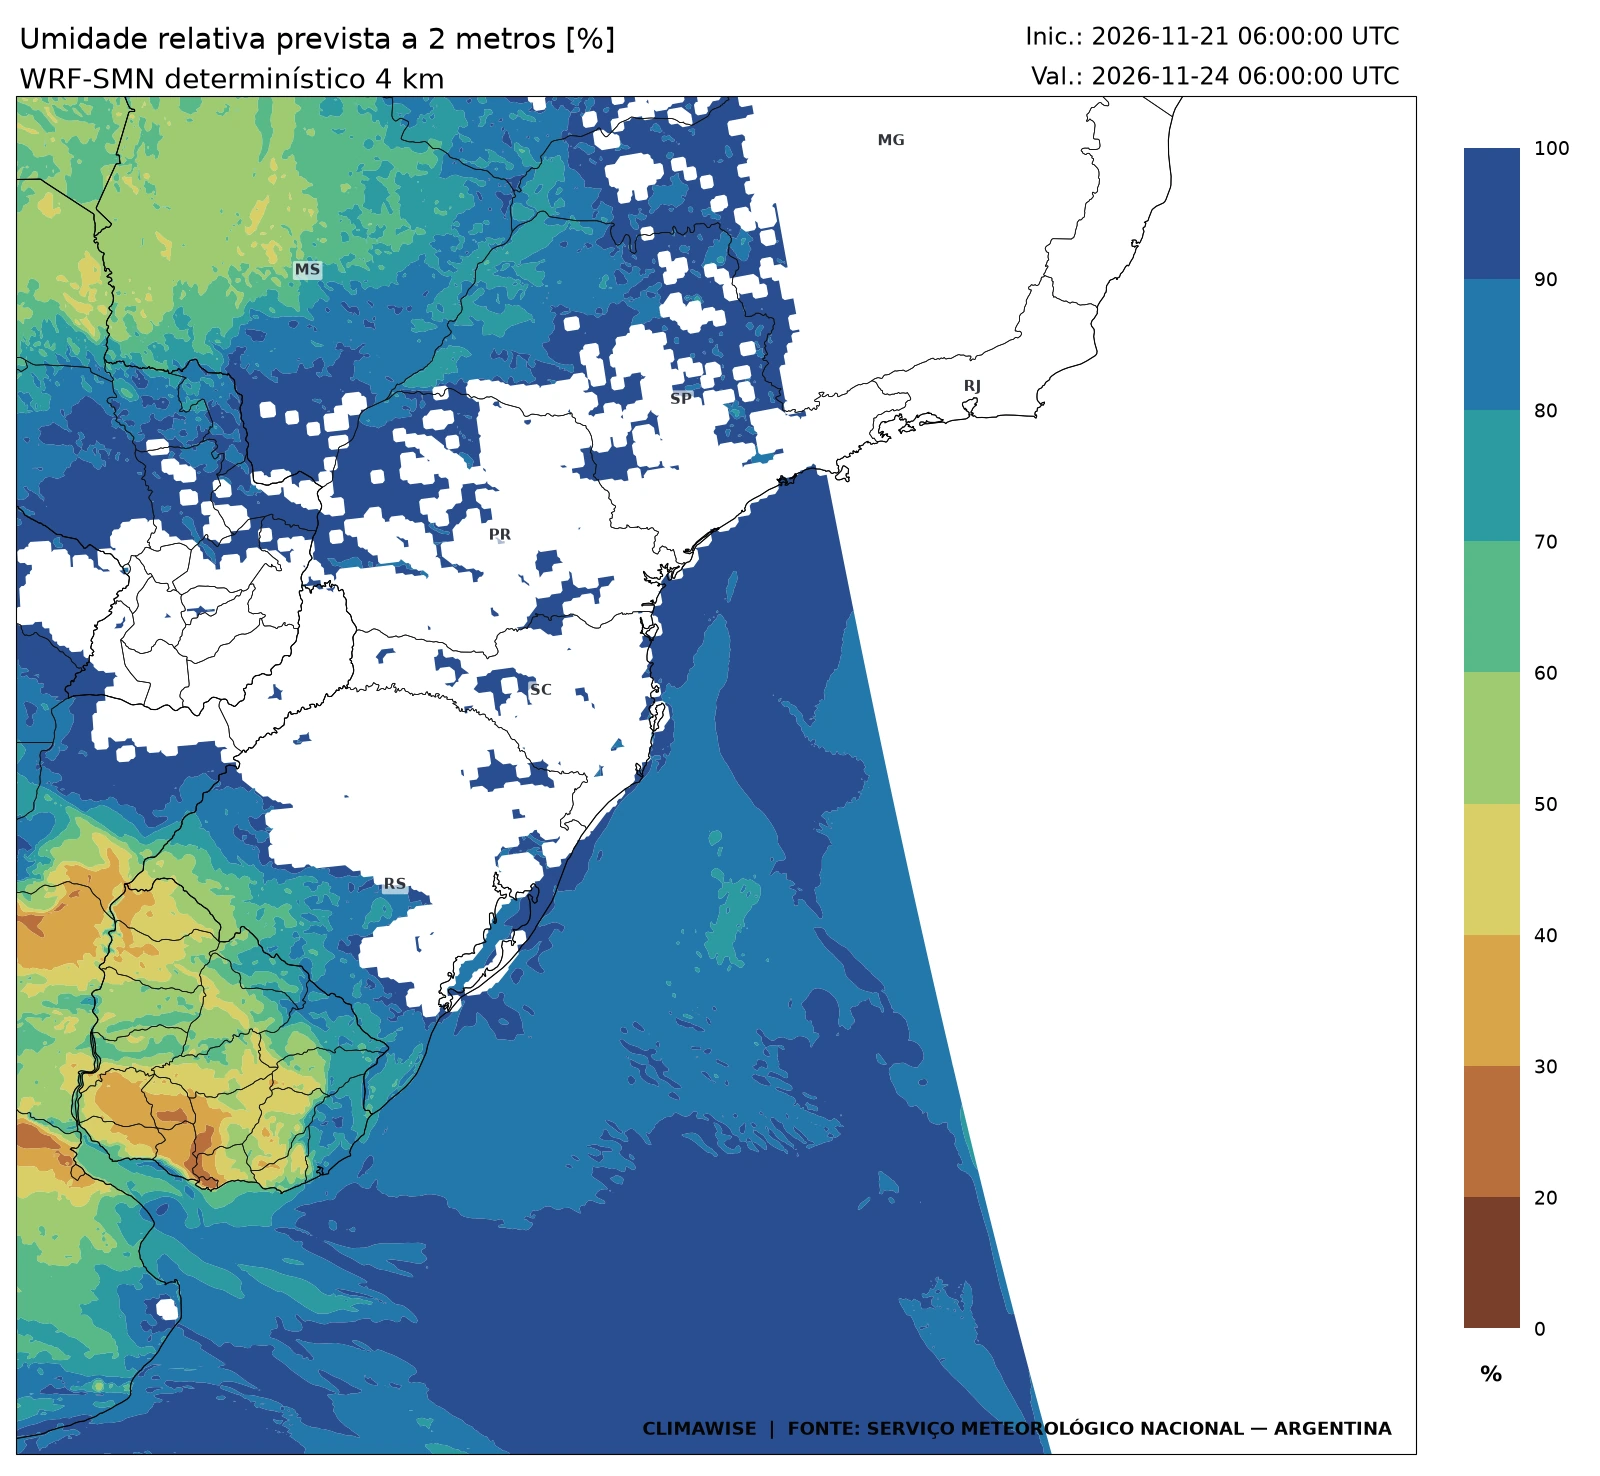 Umidade relativa prevista a 2 metros [%]
WRF-SMN determinístico 4 km
Inic.: 2026-11-21 06:00:00 UTC
Val.: 2026-11-24 06:00:00 UTC
MG
MS
RJ
SP
PR
SC
RS
100
90
80
70
60
50
40
30
20
0
%
CLIMAWISE | FONTE: SERVIÇO METEOROLÓGICO NACIONAL — ARGENTINA